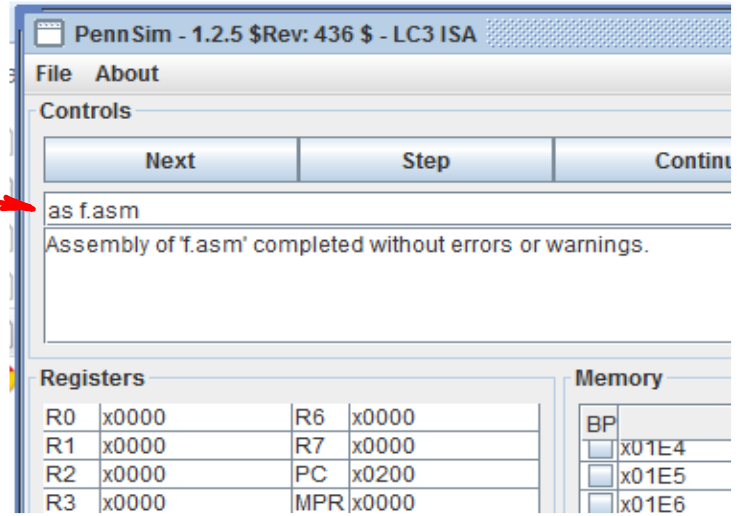 PennSim - 1.2.5 $Rev: 436 $ - LC3 ISA
File About
Controls
Next Step Continu
as f.asm
Assembly of 'f.asm' completed without errors or warnings.
Registers
R0 x0000 R6 x0000
R1 x0000 R7 x0000
R2 x0000 PC x0200
R3 x0000 MPR x0000
Memory
BP
x01E4
x01E5
x01E6